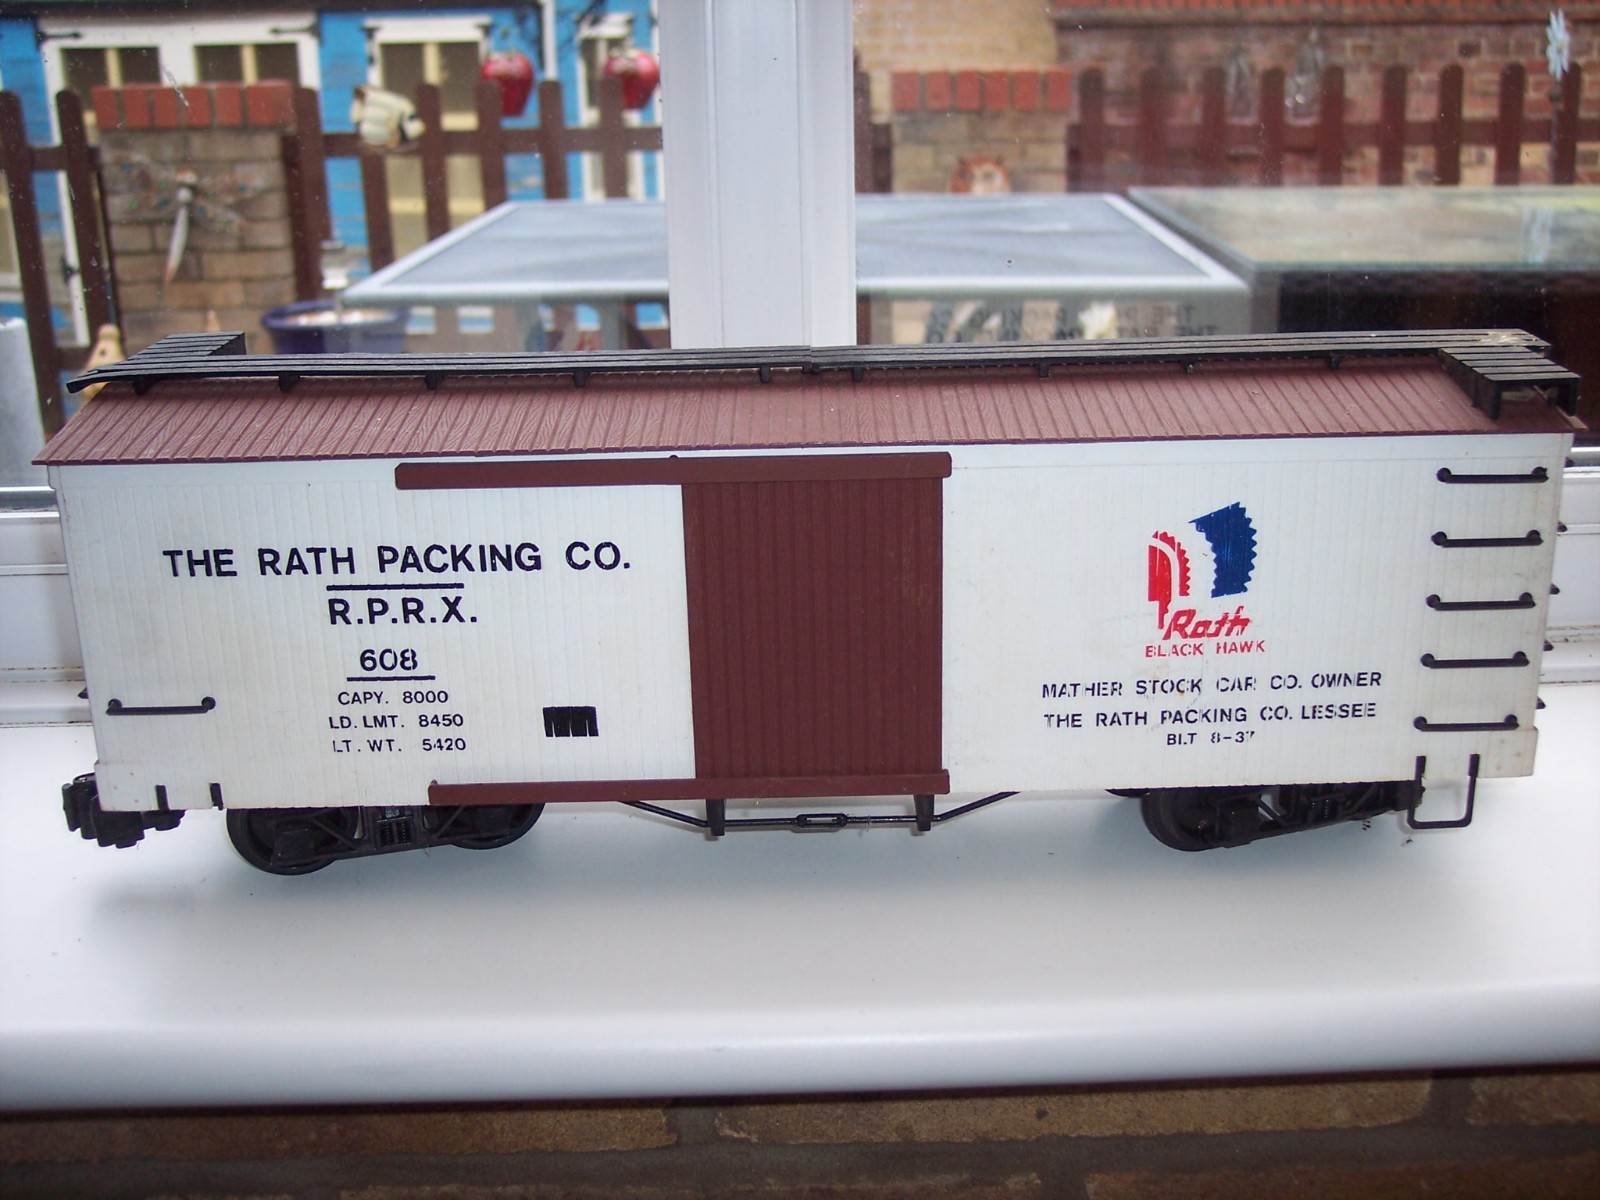 THE RATH PACKING CO.
R.P.R.X.
608
CAPY. 8000
LD. LMT. 8450
LT. WT. 5420
Rath
BLACK HAWK
MATHER STOCK CAR CO. OWNER
THE RATH PACKING CO. LESSEE
BLT 8-37